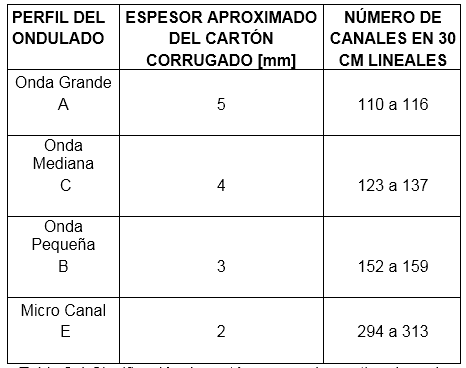 PERFIL DEL ONDULADO
ESPESOR APROXIMADO DEL CARTÓN CORRUGADO [mm]
NÚMERO DE CANALES EN 30 CM LINEALES
Onda Grande A
5
110 a 116
Onda Mediana C
4
123 a 137
Onda Pequeña B
3
152 a 159
Micro Canal E
2
294 a 313